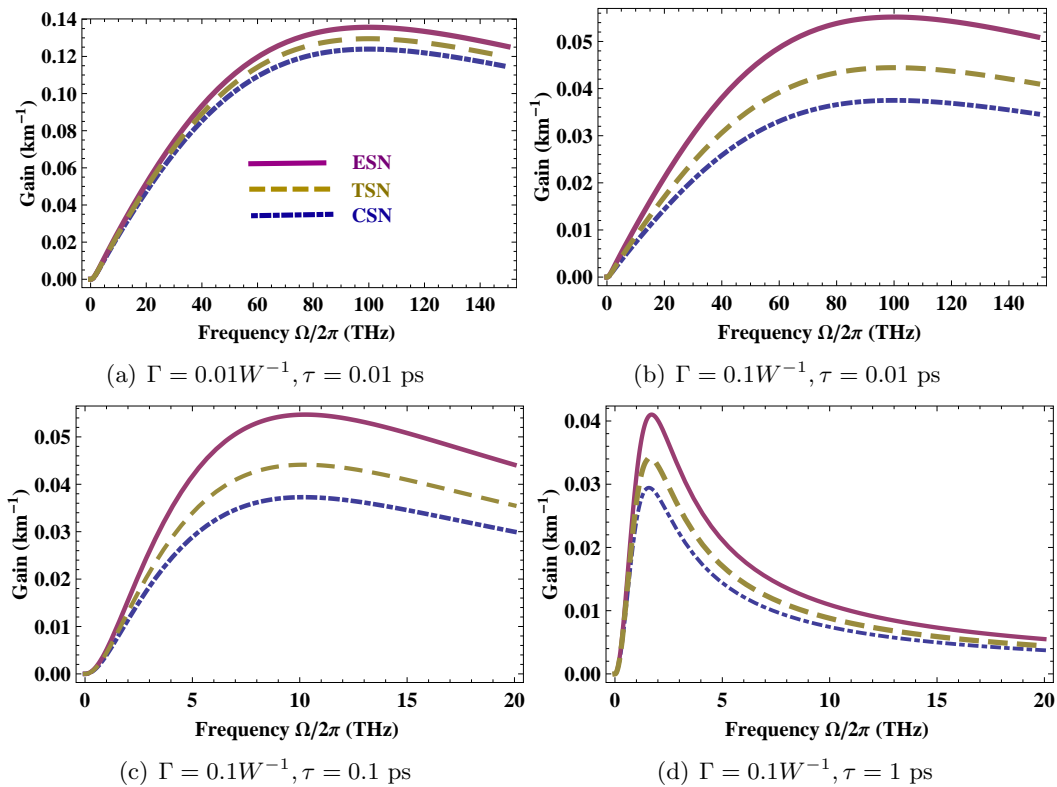 0.14
0.12
0.10
0.08
0.06
0.04
0.02
0.00
Gain (km⁻¹)
ESN
TSN
CSN
0 20 40 60 80 100 120 140
Frequency Ω/2π (THz)
(a) Γ = 0.01W⁻¹, τ = 0.01 ps
0.05
0.04
0.03
0.02
0.01
0.00
Gain (km⁻¹)
0 20 40 60 80 100 120 140
Frequency Ω/2π (THz)
(b) Γ = 0.1W⁻¹, τ = 0.01 ps
0.05
0.04
0.03
0.02
0.01
0.00
Gain (km⁻¹)
0 5 10 15 20
Frequency Ω/2π (THz)
(c) Γ = 0.1W⁻¹, τ = 0.1 ps
0.04
0.03
0.02
0.01
0.00
Gain (km⁻¹)
0 5 10 15 20
Frequency Ω/2π (THz)
(d) Γ = 0.1W⁻¹, τ = 1 ps